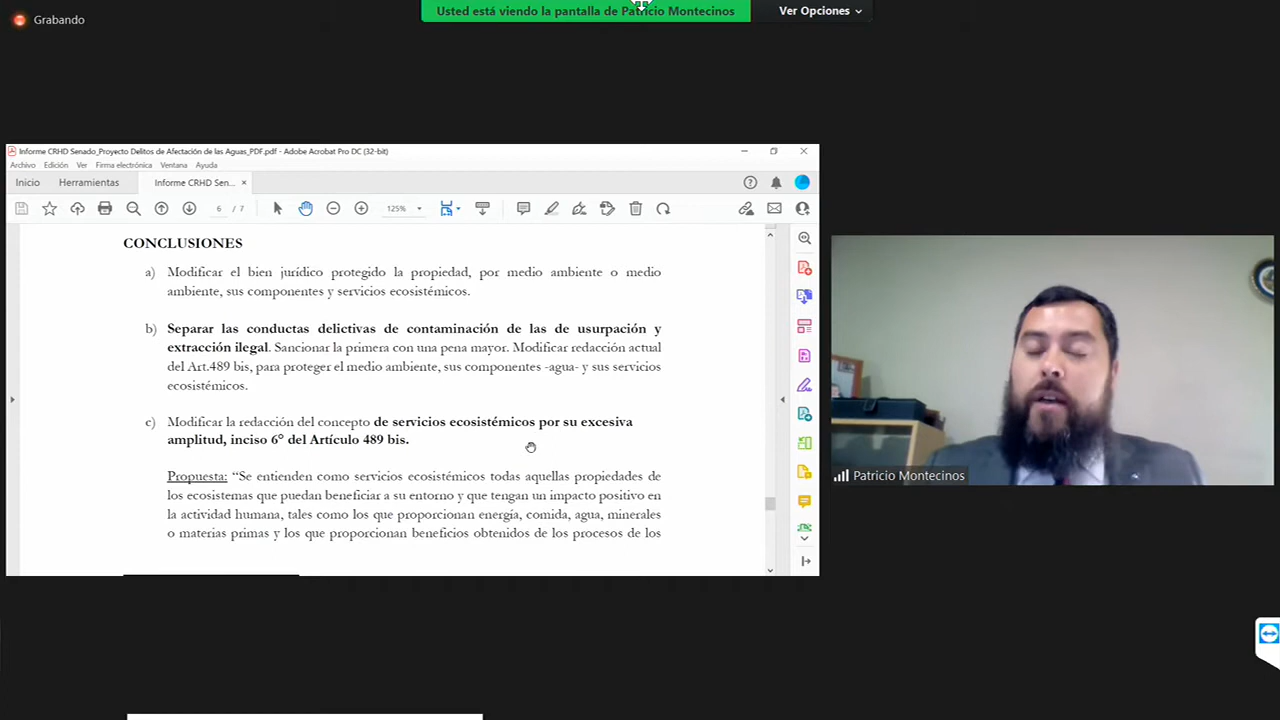 Grabando
Usted está viendo la pantalla de Patricio Montecinos
Ver Opciones
Informe CRHD Senado_Proyecto Delitos de Afectación de las Aguas_PDF.pdf - Adobe Acrobat Pro DC (32-bit)
Archivo Edición Ver Firma electrónica Ventana Ayuda
Inicio Herramientas Informe CRHD Sen... ×
6 / 7 125%
CONCLUSIONES
a) Modificar el bien jurídico protegido la propiedad, por medio ambiente o medio
ambiente, sus componentes y servicios ecosistémicos.
b) Separar las conductas delictivas de contaminación de las de usurpación y
extracción ilegal. Sancionar la primera con una pena mayor. Modificar redacción actual
del Art.489 bis, para proteger el medio ambiente, sus componentes -agua- y sus servicios
ecosistémicos.
c) Modificar la redacción del concepto de servicios ecosistémicos por su excesiva
amplitud, inciso 6° del Artículo 489 bis.
Propuesta: “Se entienden como servicios ecosistémicos todas aquellas propiedades de
los ecosistemas que puedan beneficiar a su entorno y que tengan un impacto positivo en
la actividad humana, tales como los que proporcionan energía, comida, agua, minerales
o materias primas y los que proporcionan beneficios obtenidos de los procesos de los
Patricio Montecinos